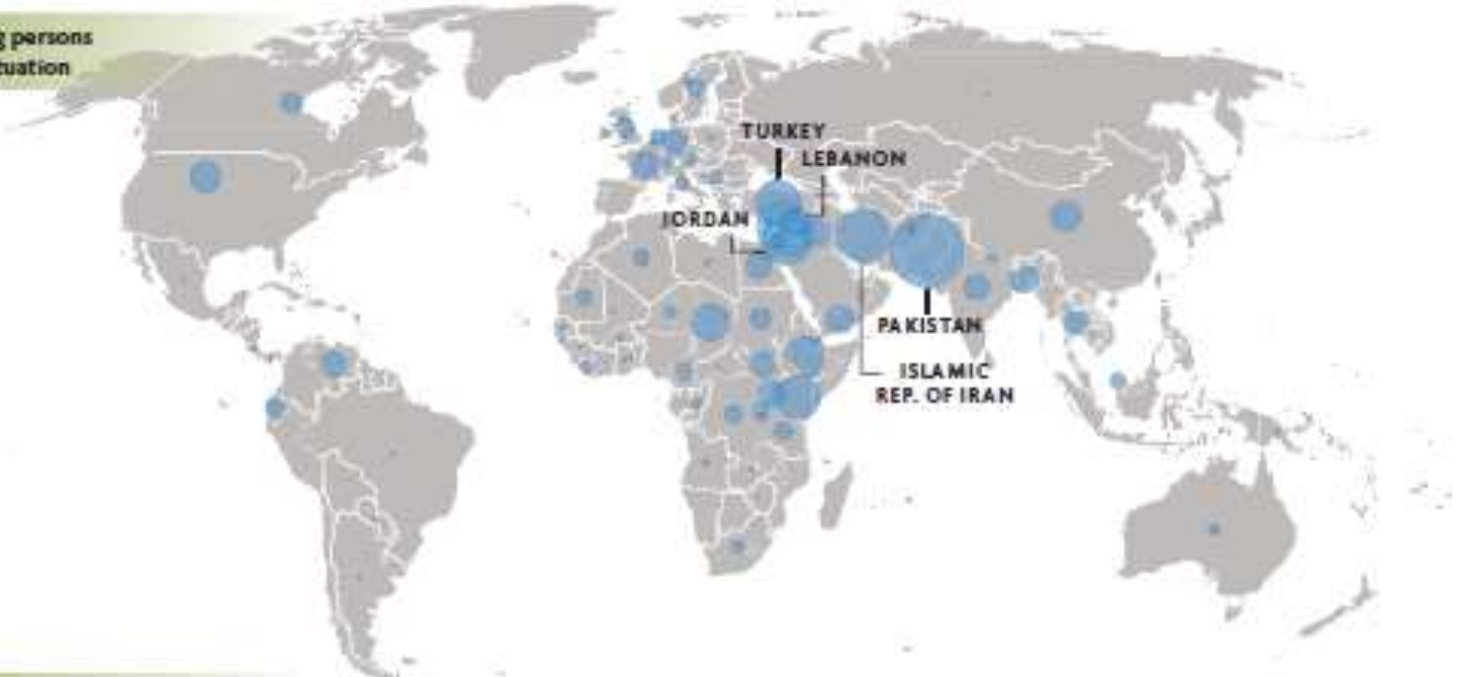 g persons
tuation
TURKEY
LEBANON
JORDAN
PAKISTAN
ISLAMIC
REP. OF IRAN